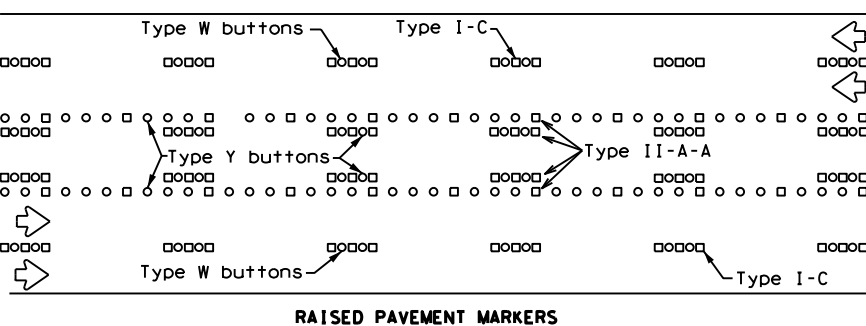 Type W buttons
Type I-C
Type Y buttons
Type II-A-A
Type W buttons
Type I-C
RAISED PAVEMENT MARKERS